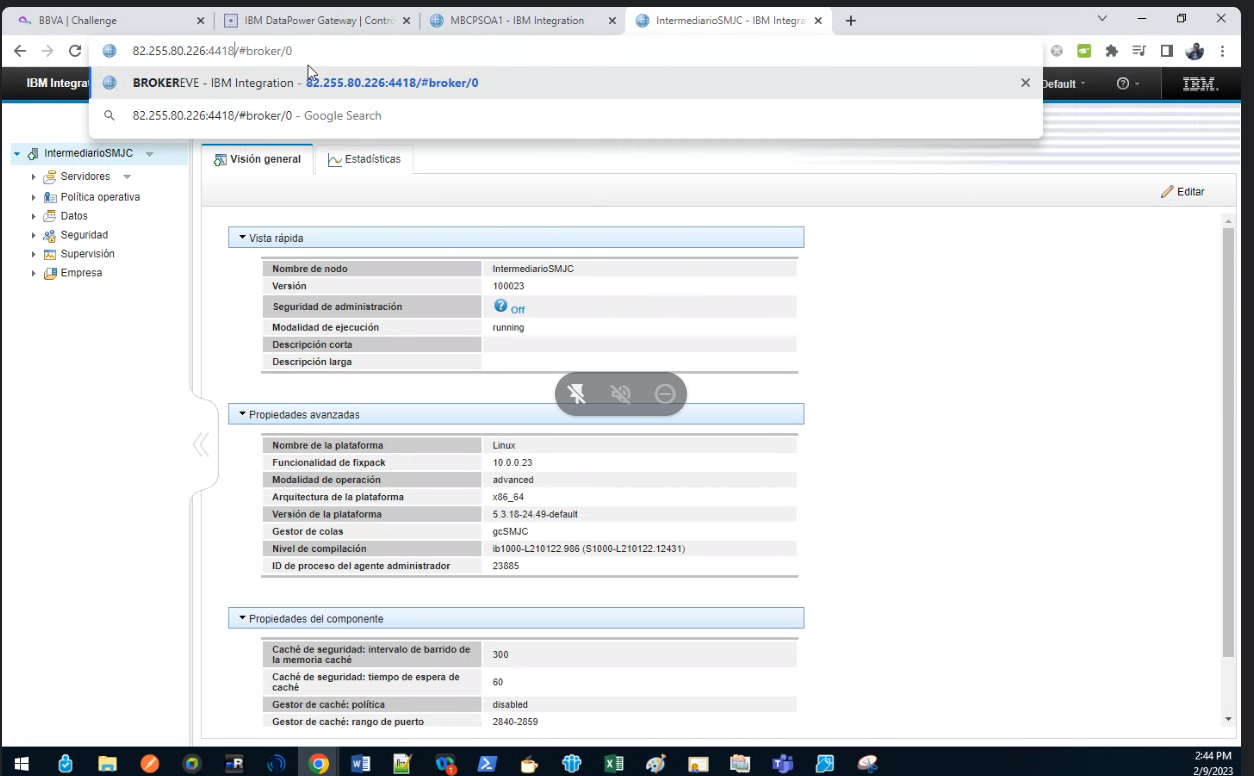 BBVA | Challenge
IBM DataPower Gateway | Contro
MBCPSOA1 - IBM Integration
IntermediarioSMJC - IBM Integra
82.255.80.226:4418/#broker/0
IBM Integra
BROKEREVE - IBM Integration - 82.255.80.226:4418/#broker/0
Default
IBM.
82.255.80.226:4418/#broker/0 - Google Search
IntermediarioSMJC
Servidores
Política operativa
Datos
Seguridad
Supervisión
Empresa
Visión general
Estadísticas
Editar
Vista rápida
Nombre de nodo IntermediarioSMJC
Versión 100023
Seguridad de administración Off
Modalidad de ejecución running
Descripción corta
Descripción larga
Propiedades avanzadas
Nombre de la plataforma Linux
Funcionalidad de fixpack 10.0.0.23
Modalidad de operación advanced
Arquitectura de la plataforma x86_64
Versión de la plataforma 5.3.18-24.49-default
Gestor de colas gcSMJC
Nivel de compilación ib1000-L210122.986 (S1000-L210122.12431)
ID de proceso del agente administrador 23885
Propiedades del componente
Caché de seguridad: intervalo de barrido de
la memoria caché 300
Caché de seguridad: tiempo de espera de
caché 60
Gestor de caché: política disabled
Gestor de caché: rango de puerto 2840-2859
2:44 PM
2/9/2023